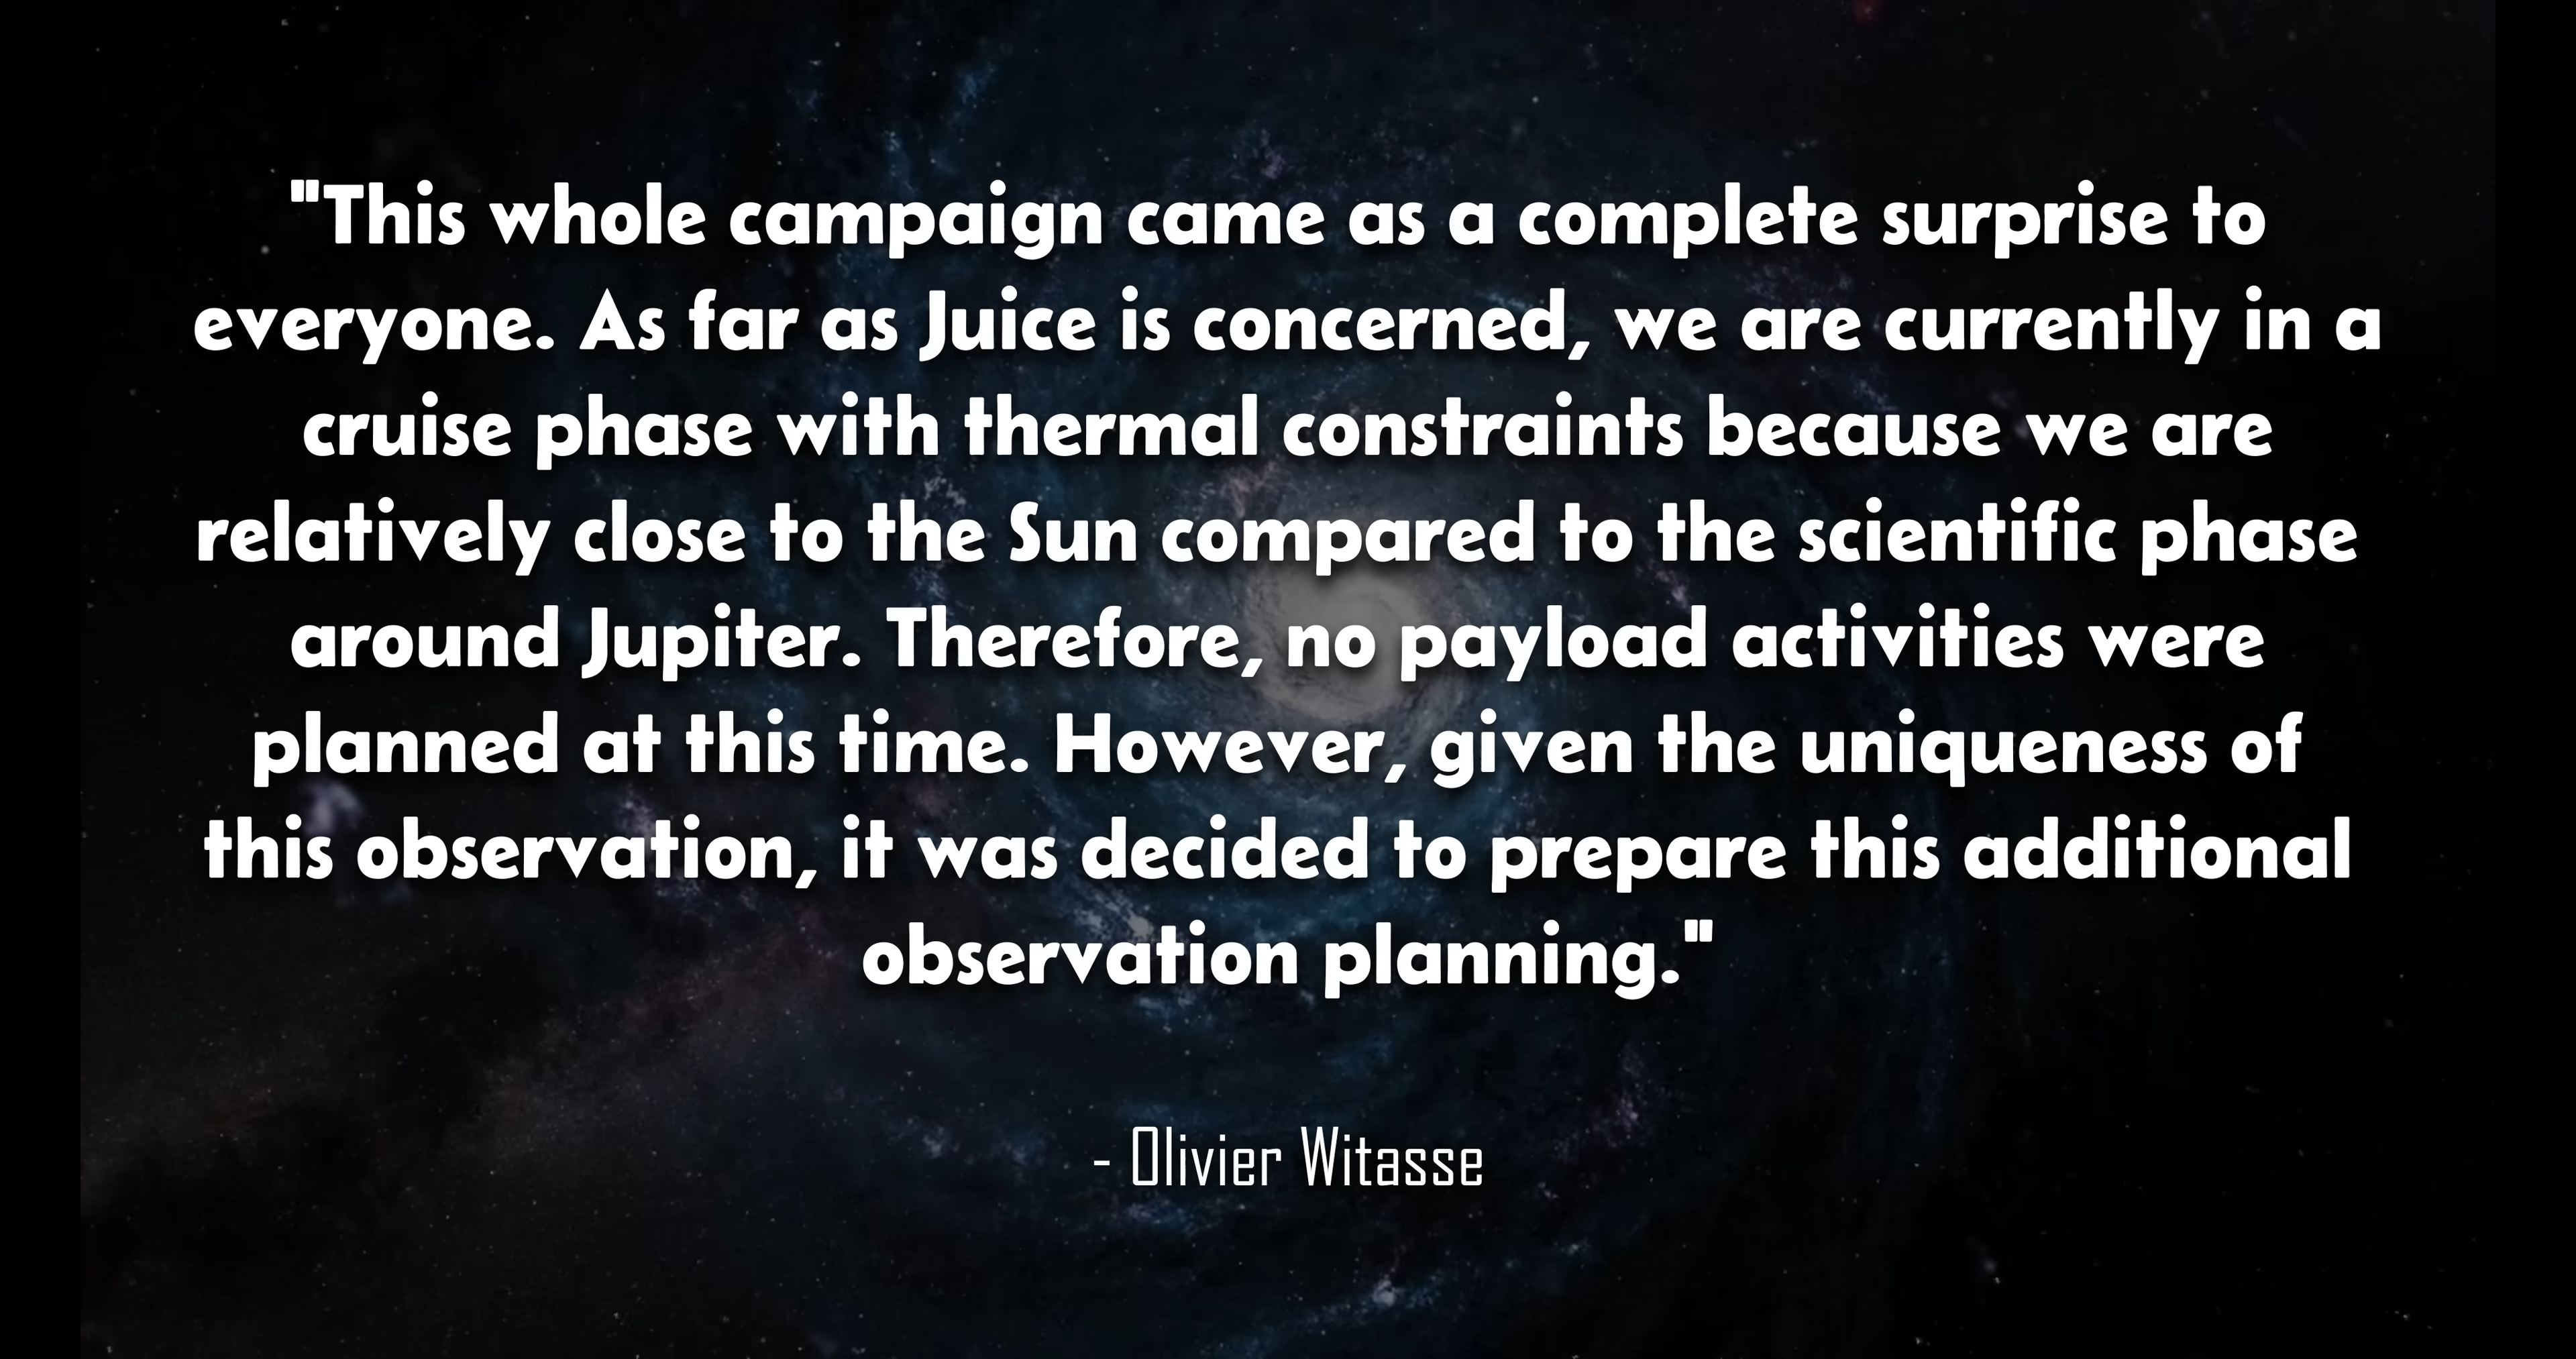 "This whole campaign came as a complete surprise to
everyone. As far as Juice is concerned, we are currently in a
cruise phase with thermal constraints because we are
relatively close to the Sun compared to the scientific phase
around Jupiter. Therefore, no payload activities were
planned at this time. However, given the uniqueness of
this observation, it was decided to prepare this additional
observation planning."
- Olivier Witasse